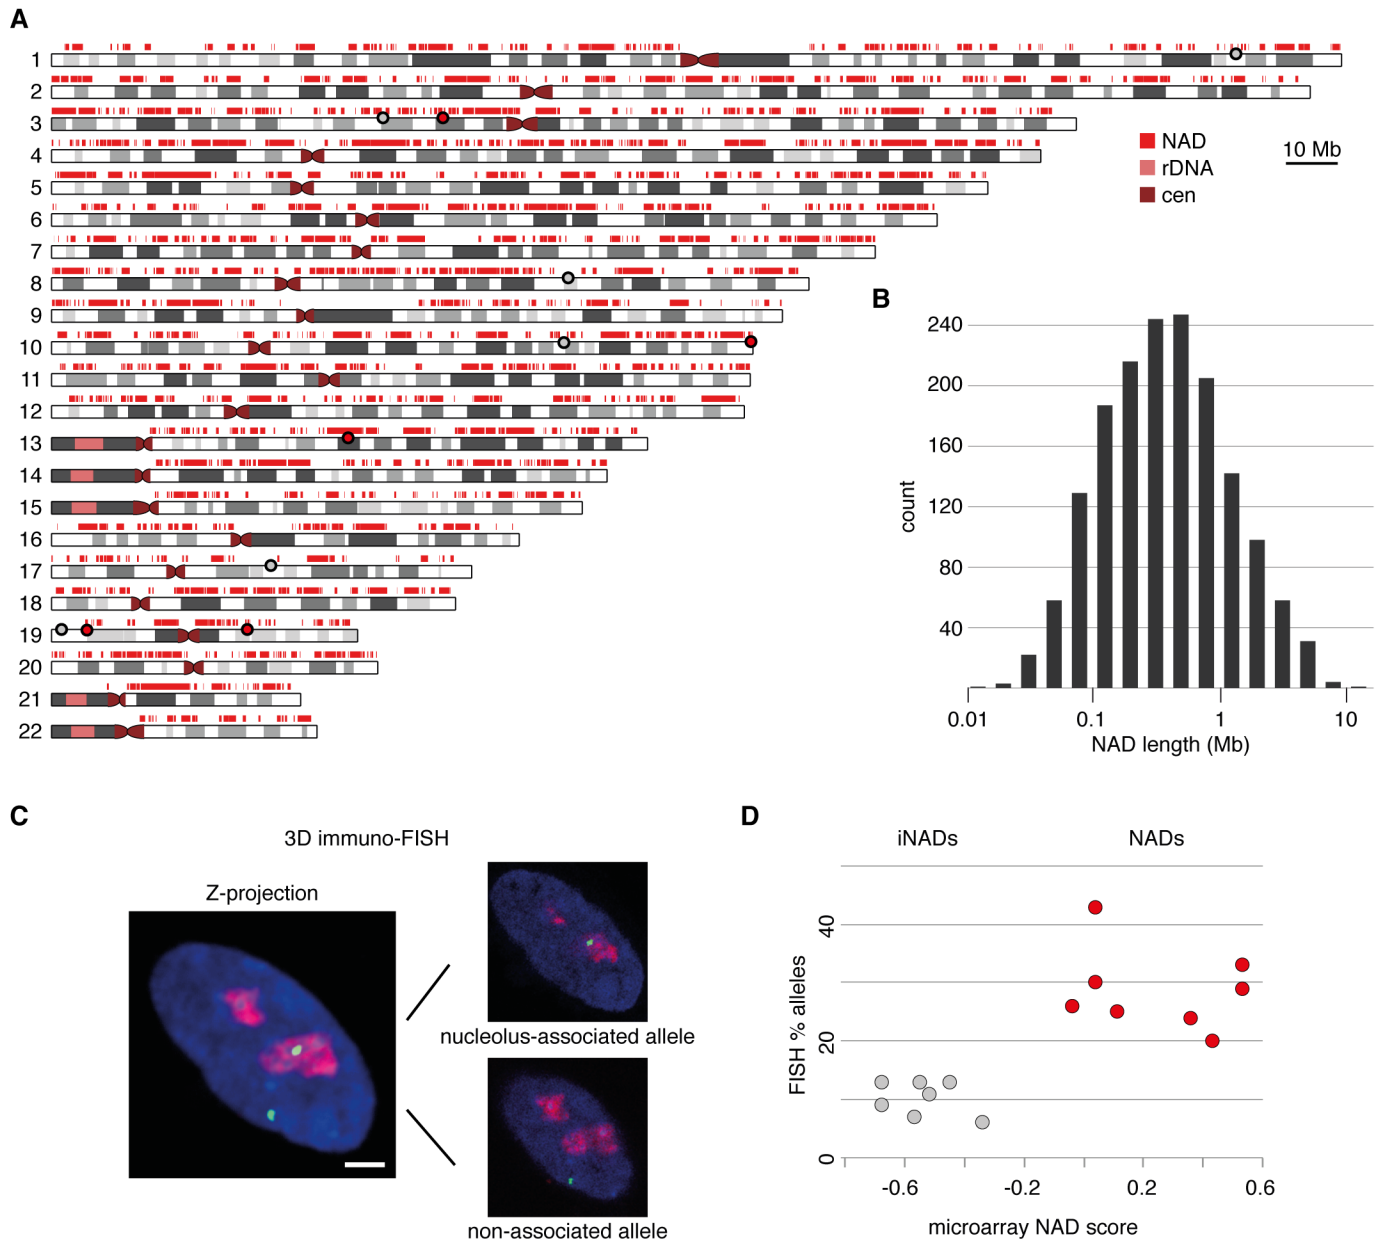 A
1
2
3
4
5
6
7
8
9
10
11
12
13
14
15
16
17
18
19
20
21
22
NAD
rDNA
cen
10 Mb
B
240
200
160
120
80
40
count
0.01 0.1 1 10
NAD length (Mb)
C
3D immuno-FISH
Z-projection
nucleolus-associated allele
non-associated allele
D
iNADs NADs
40
20
0
FISH % alleles
-0.6 -0.2 0.2 0.6
microarray NAD score